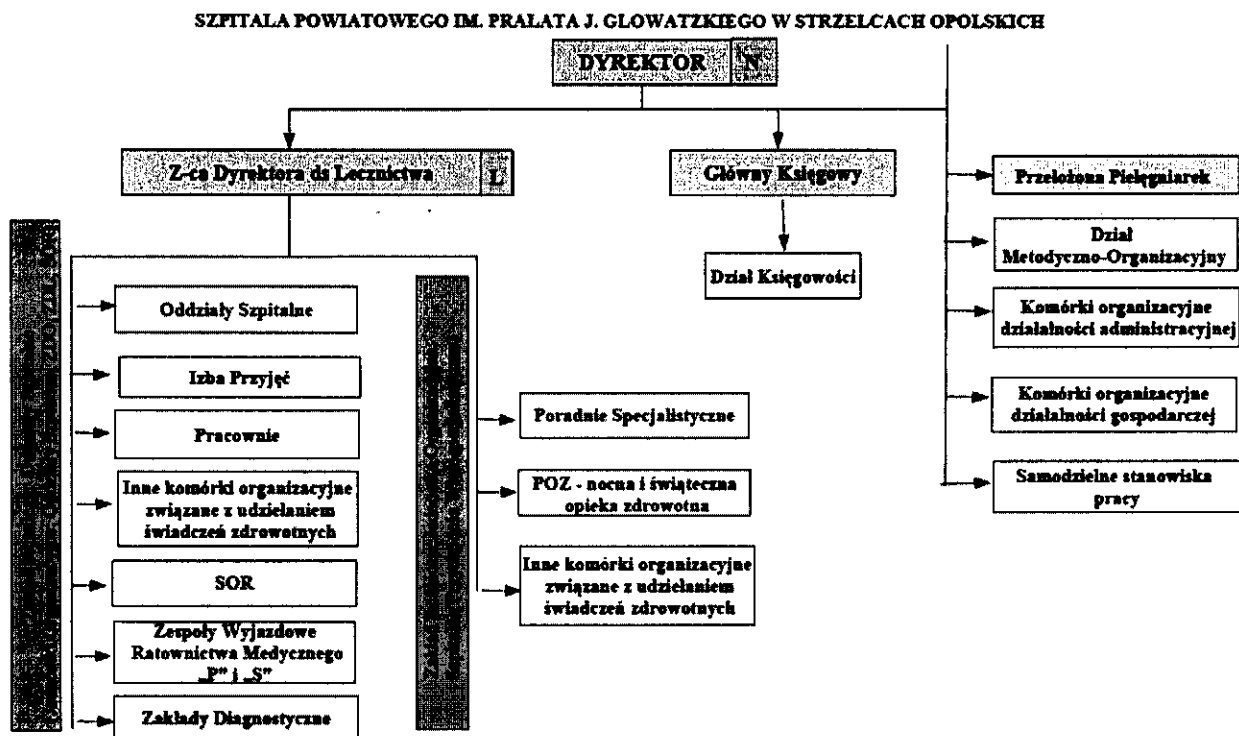 SZPITALA POWIATOWEGO IM. PRAŁATA J. GLOWATZKIEGO W STRZELCACH OPOLSKICH
DYREKTOR N
Z-ca Dyrektora ds Lecznictwa L
Główny Księgowy
Dział Księgowości
Przełożona Pielęgniarek
Dział
Metodyczno-Organizacyjny
Komórki organizacyjne
działalności administracyjnej
Komórki organizacyjne
działalności gospodarczej
Samodzielne stanowiska
pracy
Oddziały Szpitalne
Izba Przyjęć
Pracownie
Inne komórki organizacyjne
związane z udzielaniem
świadczeń zdrowotnych
SOR
Zespoły Wyjazdowe
Ratownictwa Medycznego
„P” i „S”
Zakłady Diagnostyczne
Poradnie Specjalistyczne
POZ - nocna i świąteczna
opieka zdrowotna
Inne komórki organizacyjne
związane z udzielaniem
świadczeń zdrowotnych